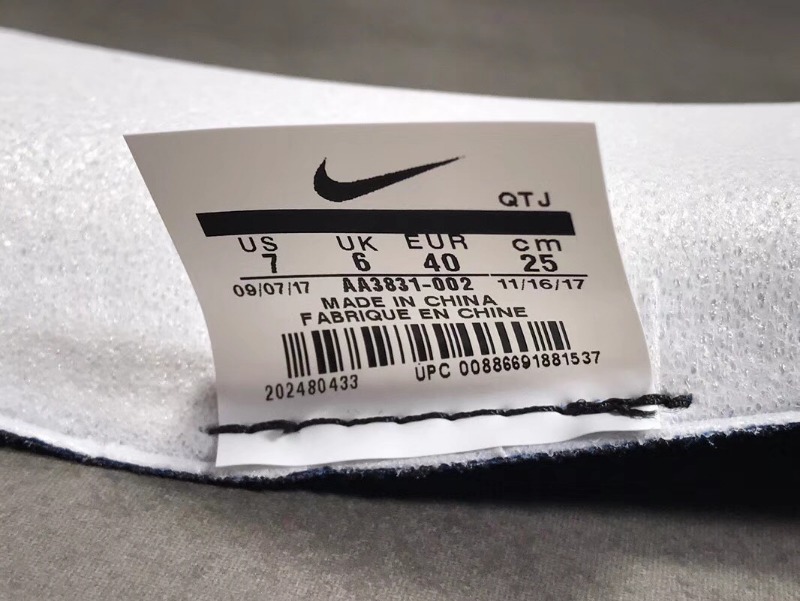 QTJ
US UK EUR cm
7 6 40 25
09/07/17 AA3831-002 11/16/17
MADE IN CHINA
FABRIQUE EN CHINE
202480433 UPC 00886691881537